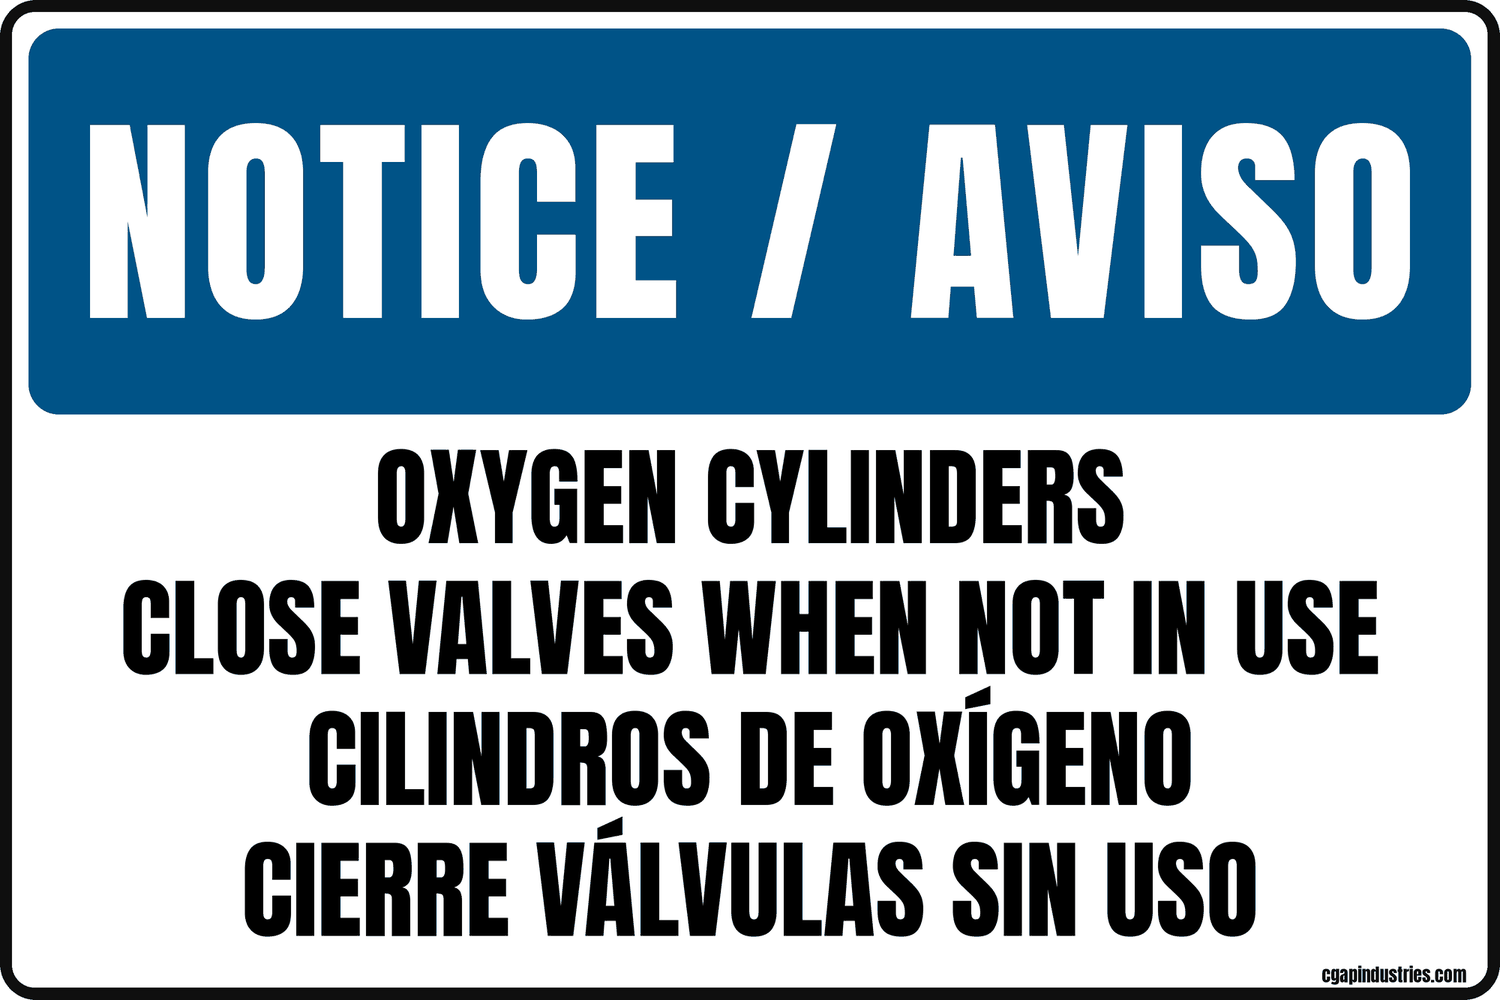 NOTICE / AVISO
OXYGEN CYLINDERS
CLOSE VALVES WHEN NOT IN USE
CILINDROS DE OXÍGENO
CIERRE VÁLVULAS SIN USO
cgapindustries.com